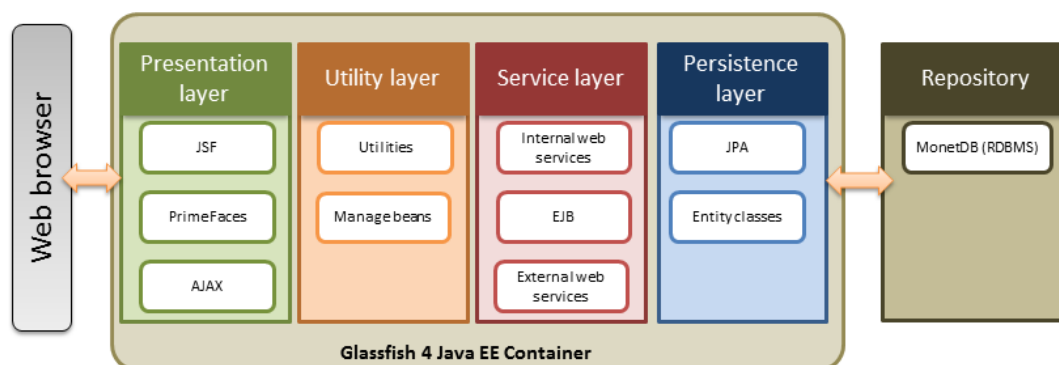 Web browser
Presentation
layer
JSF
PrimeFaces
AJAX
Utility layer
Utilities
Manage beans
Service layer
Internal web
services
EJB
External web
services
Persistence
layer
JPA
Entity classes
Glassfish 4 Java EE Container
Repository
MonetDB (RDBMS)